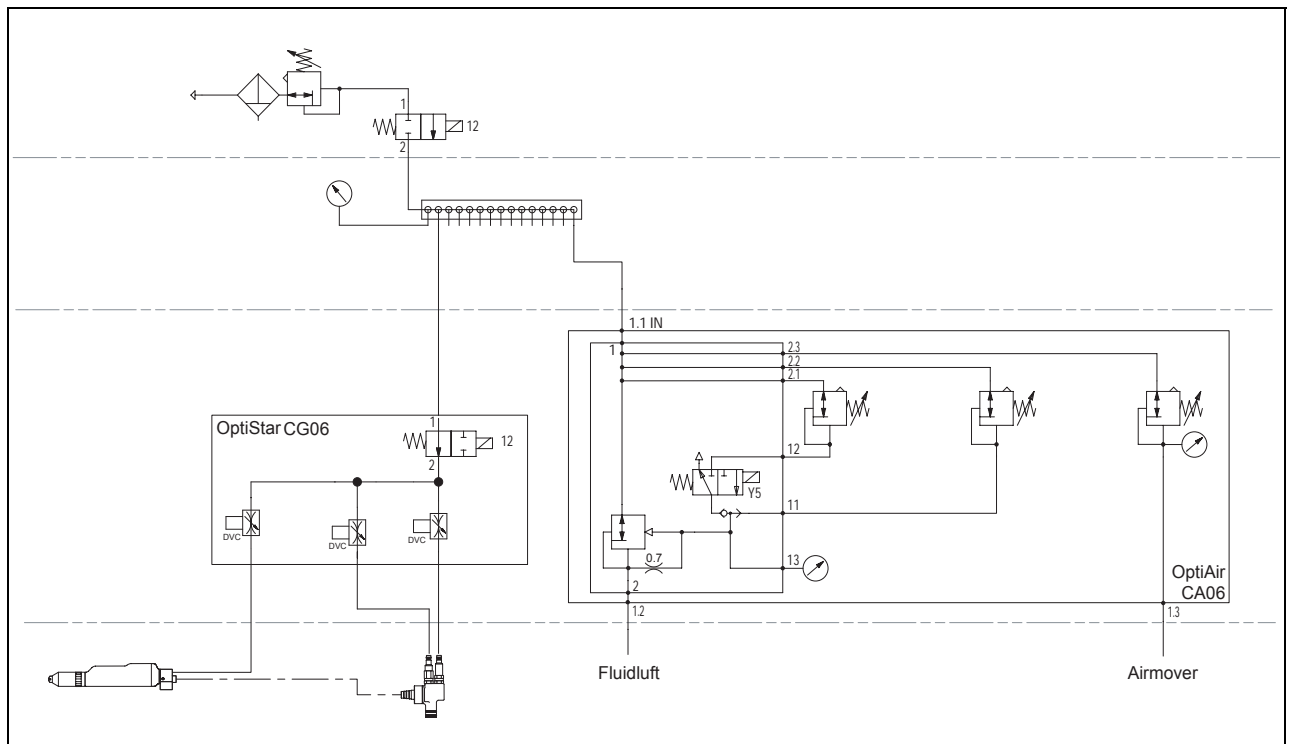 1
12
2
1.1 IN
1
2.3
2.2
2.1
OptiStar CG06
1
12
2
12
Y5
11
DVC
DVC
DVC
0.7
13
OptiAir
CA06
2
1.2
1.3
Fluidluft
Airmover